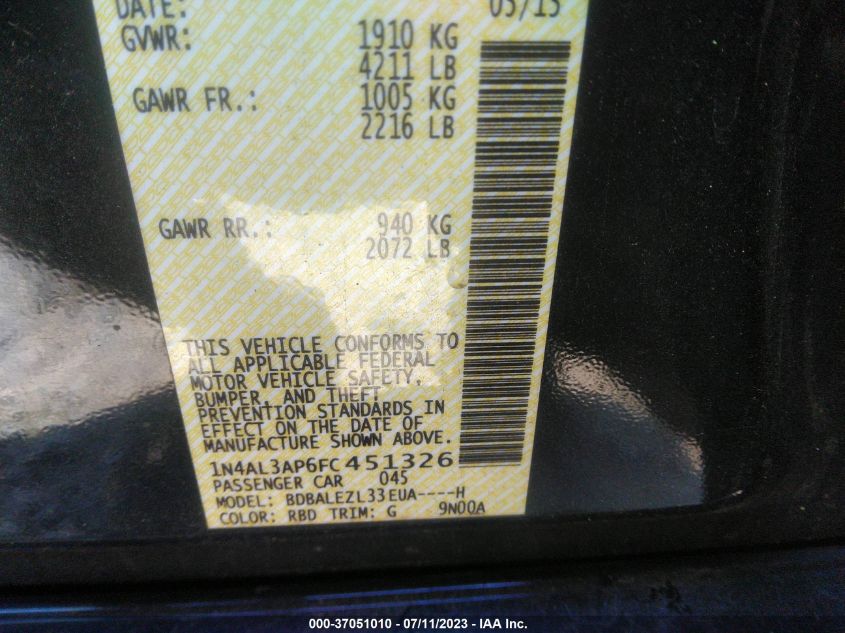 DATE: 05/15
GVWR: 1910 KG
4211 LB
GAWR FR.: 1005 KG
2216 LB
GAWR RR.: 940 KG
2072 LB
THIS VEHICLE CONFORMS TO
ALL APPLICABLE FEDERAL
MOTOR VEHICLE SAFETY,
BUMPER, AND THEFT
PREVENTION STANDARDS IN
EFFECT ON THE DATE OF
MANUFACTURE SHOWN ABOVE.
1N4AL3AP6FC451326
PASSENGER CAR 045
MODEL: BDBALEZL33EUA----H
COLOR: RBD TRIM: G 9N00A
000-37051010 - 07/11/2023 - IAA Inc.